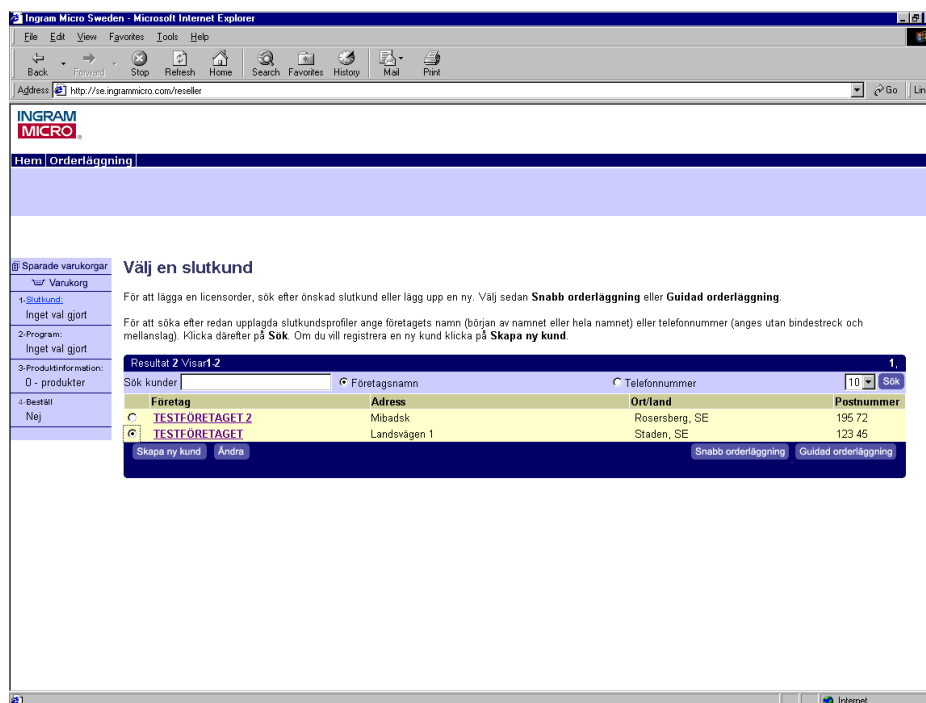 Ingram Micro Sweden - Microsoft Internet Explorer
File Edit View Favorites Tools Help
Back Forward Stop Refresh Home Search Favorites History Mail Print
Address http://se.ingrammicro.com/reseller Go Lin
INGRAM
MICRO
Hem Orderläggning
Sparade varukorgar
Varukorg
1-Slutkund:
Inget val gjort
2-Program:
Inget val gjort
3-Produktinformation:
0 - produkter
4-Beställ
Nej
Välj en slutkund
För att lägga en licensorder, sök efter önskad slutkund eller lägg upp en ny. Välj sedan Snabb orderläggning eller Guidad orderläggning.
För att söka efter redan upplagda slutkundsprofiler ange företagets namn (början av namnet eller hela namnet) eller telefonnummer (anges utan bindestreck och
mellanslag). Klicka därefter på Sök. Om du vill registrera en ny kund klicka på Skapa ny kund.
Resultat 2 Visar1-2 1,
Sök kunder Företagsnamn Telefonnummer 10 Sök
Företag Adress Ort/land Postnummer
TESTFÖRETAGET 2 Mibadsk Rosersberg, SE 195 72
TESTFÖRETAGET Landsvägen 1 Staden, SE 123 45
Skapa ny kund Ändra Snabb orderläggning Guidad orderläggning
Internet